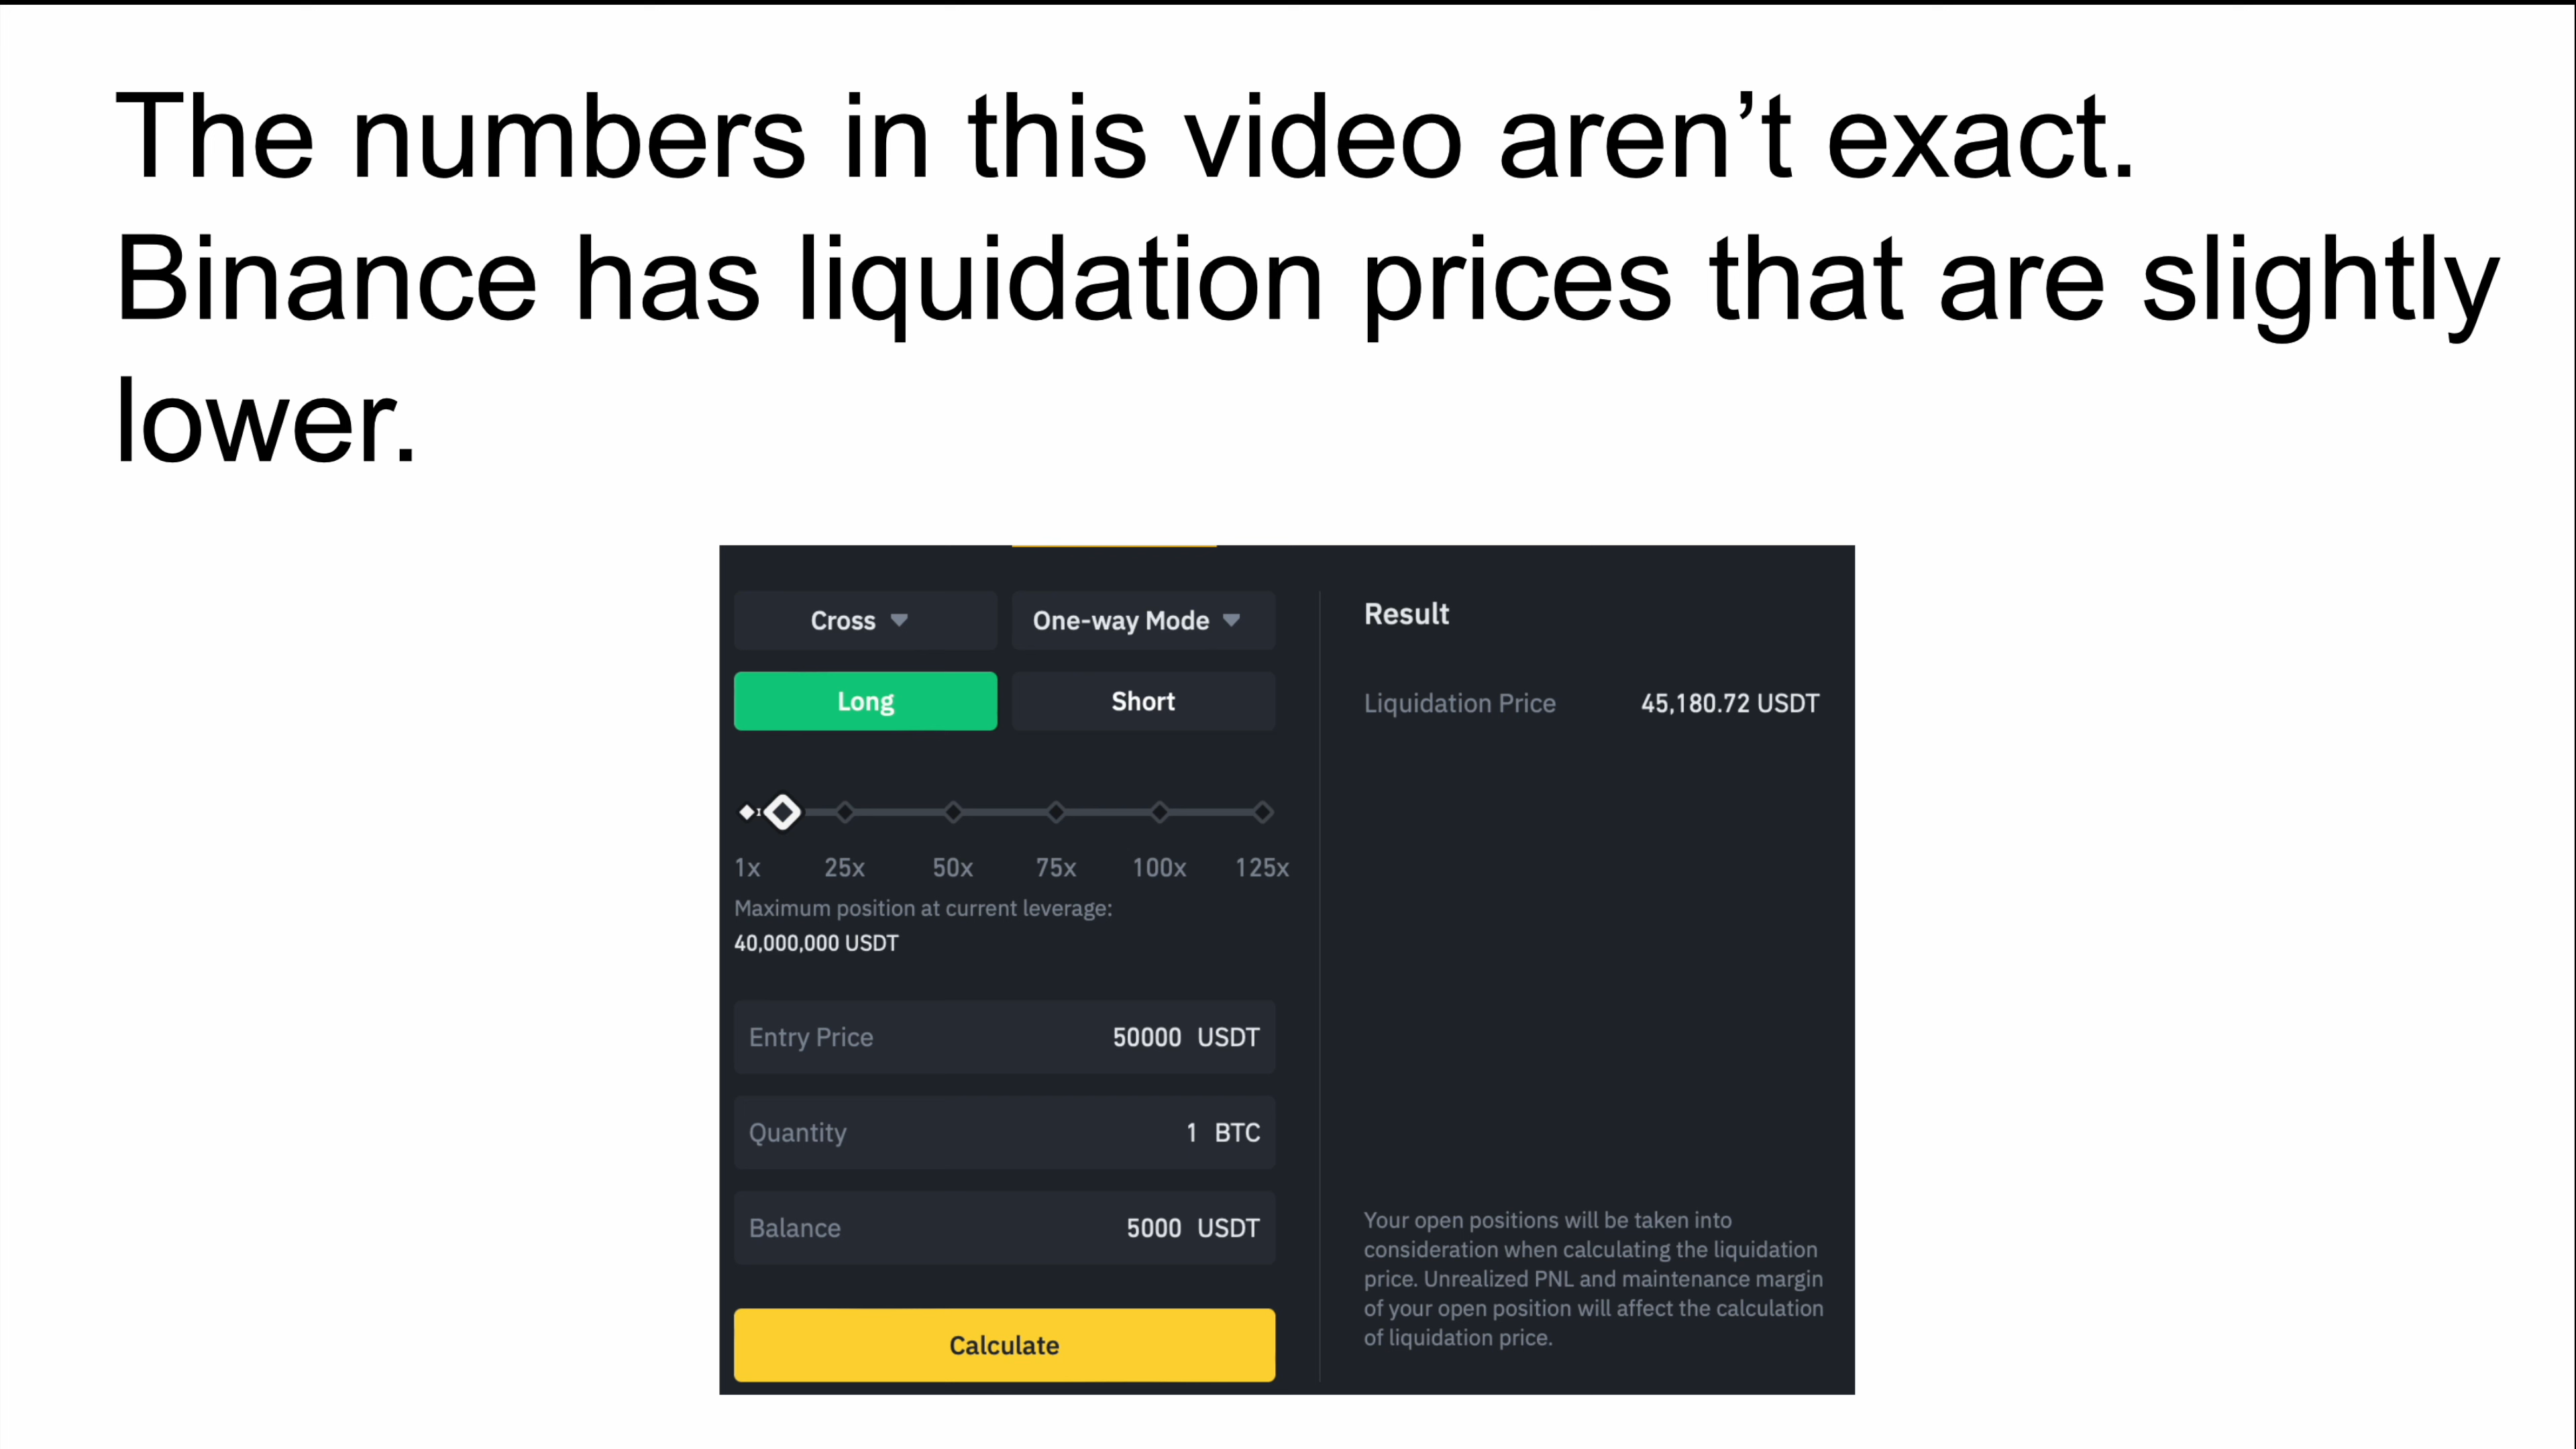 The numbers in this video aren’t exact.
Binance has liquidation prices that are slightly
lower.
Cross
One-way Mode
Long
Short
1x 25x 50x 75x 100x 125x
Maximum position at current leverage:
40,000,000 USDT
Entry Price 50000 USDT
Quantity 1 BTC
Balance 5000 USDT
Calculate
Result
Liquidation Price 45,180.72 USDT
Your open positions will be taken into
consideration when calculating the liquidation
price. Unrealized PNL and maintenance margin
of your open position will affect the calculation
of liquidation price.